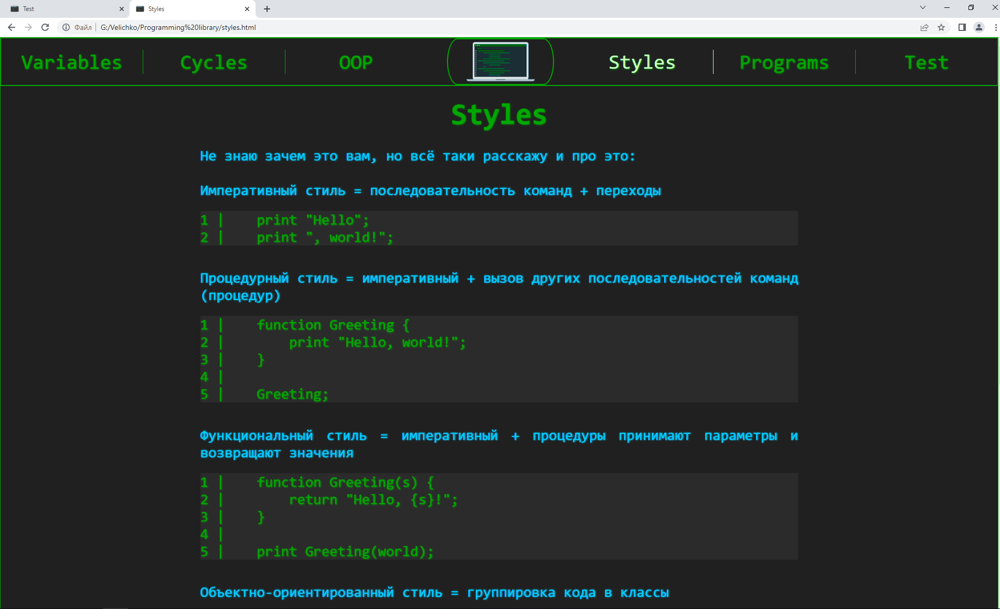 Test
Styles
Файл | G:/Velichko/Programming%20library/styles.html
Variables Cycles OOP Styles Programs Test
Styles
Не знаю зачем это вам, но всё таки расскажу и про это:
Императивный стиль = последовательность команд + переходы
1 |    print "Hello";
2 |    print ", world!";
Процедурный стиль = императивный + вызов других последовательностей команд
(процедур)
1 |    function Greeting {
2 |        print "Hello, world!";
3 |    }
4 |
5 |    Greeting;
Функциональный стиль = императивный + процедуры принимают параметры и
возвращают значения
1 |    function Greeting(s) {
2 |        return "Hello, {s}!";
3 |    }
4 |
5 |    print Greeting(world);
Объектно-ориентированный стиль = группировка кода в классы